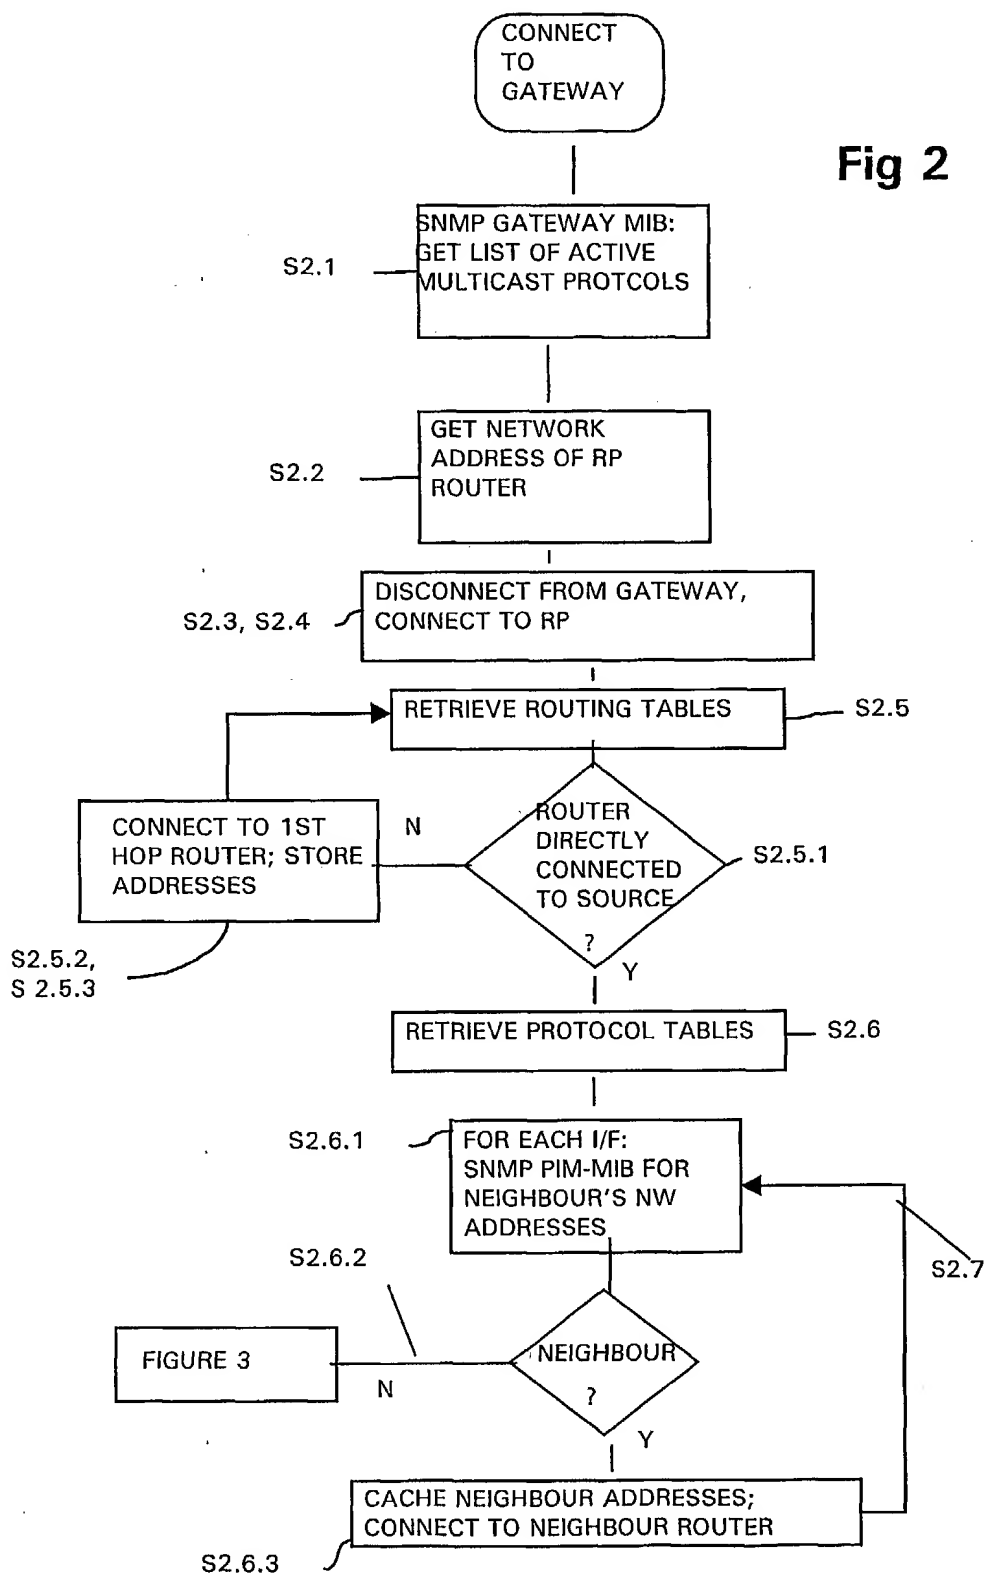 CONNECT
TO
GATEWAY
Fig 2
SNMP GATEWAY MIB:
GET LIST OF ACTIVE
MULTICAST PROTCOLS
S2.1
GET NETWORK
ADDRESS OF RP
ROUTER
S2.2
DISCONNECT FROM GATEWAY,
CONNECT TO RP
S2.3, S2.4
RETRIEVE ROUTING TABLES
S2.5
ROUTER
DIRECTLY
CONNECTED
TO SOURCE
?
S2.5.1
N
CONNECT TO 1ST
HOP ROUTER; STORE
ADDRESSES
S2.5.2,
S 2.5.3
Y
RETRIEVE PROTOCOL TABLES
S2.6
S2.6.1
FOR EACH I/F:
SNMP PIM-MIB FOR
NEIGHBOUR'S NW
ADDRESSES
S2.6.2
S2.7
FIGURE 3
N
NEIGHBOUR
?
Y
CACHE NEIGHBOUR ADDRESSES;
CONNECT TO NEIGHBOUR ROUTER
S2.6.3